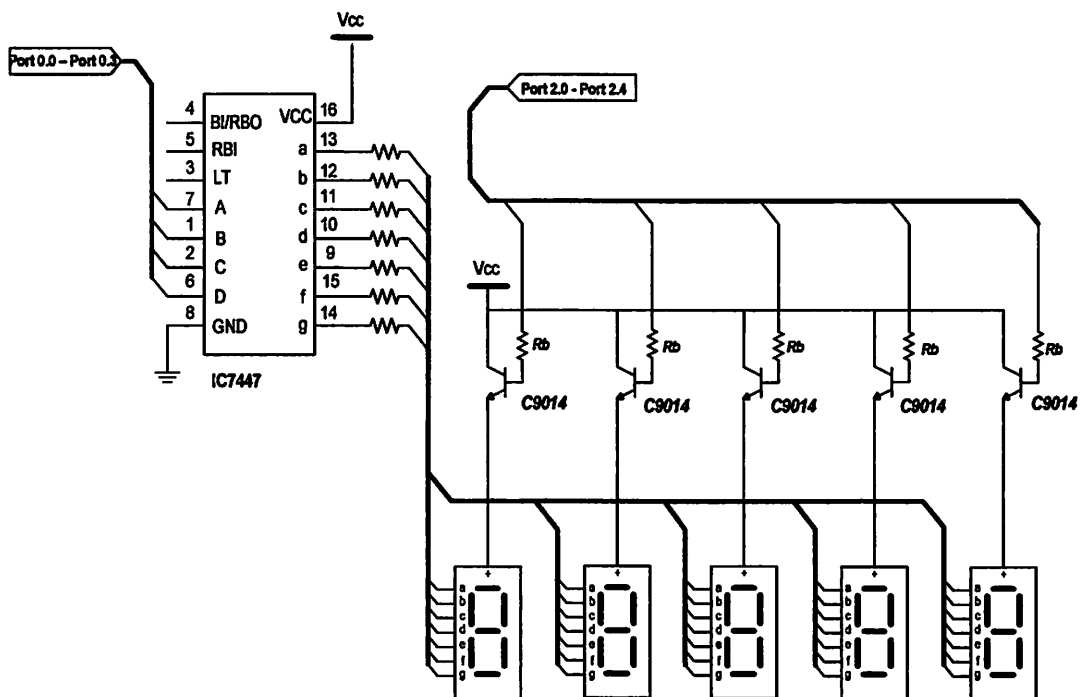 Vcc
Port 0.0 – Port 0.3
Port 2.0 - Port 2.4
4 BI/RBO VCC 16
5 RBI a 13
3 LT b 12
7 A c 11
1 B d 10
2 C e 9
6 D f 15
8 GND g 14
IC7447
Vcc
Rb Rb Rb Rb Rb
C9014 C9014 C9014 C9014 C9014
+ + + + +
a a a a a
b b b b b
c c c c c
d d d d d
e e e e e
f f f f f
g g g g g